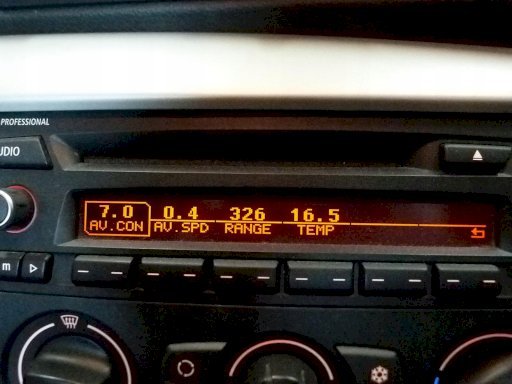 PROFESSIONAL
UDIO
7.0 0.4 326 16.5
AV.CON AV.SPD RANGE TEMP
m